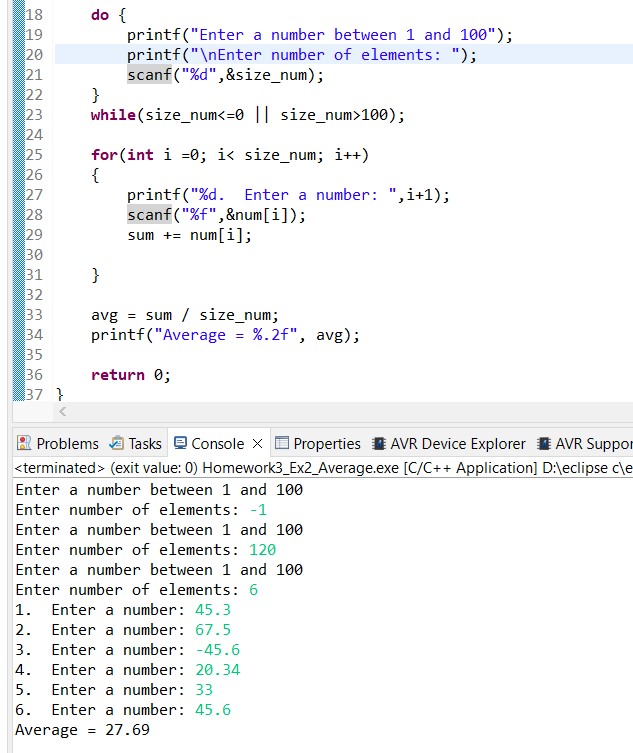 18 do {
19 printf("Enter a number between 1 and 100");
20 printf("\nEnter number of elements: ");
21 scanf("%d",&size_num);
22 }
23 while(size_num<=0 || size_num>100);
24
25 for(int i =0; i< size_num; i++)
26 {
27 printf("%d.  Enter a number: ",i+1);
28 scanf("%f",&num[i]);
29 sum += num[i];
30
31 }
32
33 avg = sum / size_num;
34 printf("Average = %.2f", avg);
35
36 return 0;
37 }
Problems Tasks Console Properties AVR Device Explorer AVR Suppor
<terminated> (exit value: 0) Homework3_Ex2_Average.exe [C/C++ Application] D:\eclipse c\e
Enter a number between 1 and 100
Enter number of elements: -1
Enter a number between 1 and 100
Enter number of elements: 120
Enter a number between 1 and 100
Enter number of elements: 6
1.  Enter a number: 45.3
2.  Enter a number: 67.5
3.  Enter a number: -45.6
4.  Enter a number: 20.34
5.  Enter a number: 33
6.  Enter a number: 45.6
Average = 27.69